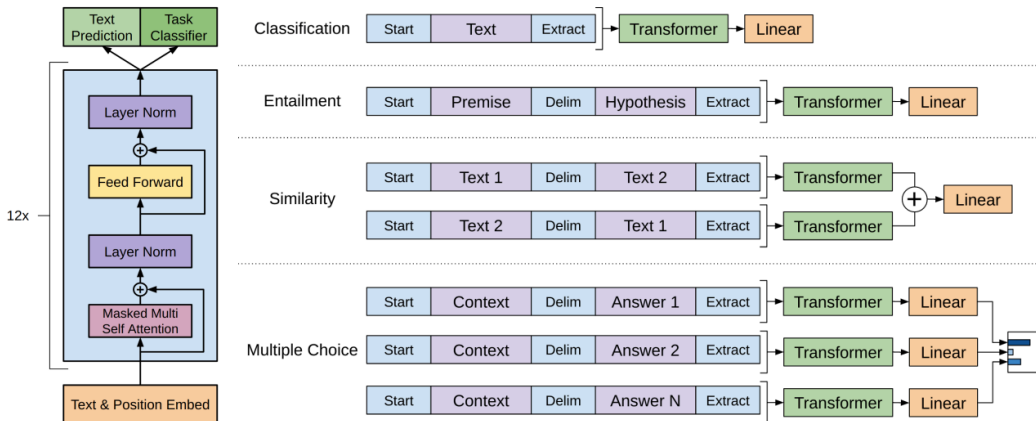 Text
Prediction
Task
Classifier
Layer Norm
Feed Forward
12x
Layer Norm
Masked Multi
Self Attention
Text & Position Embed
Classification
Start Text Extract Transformer Linear
Entailment
Start Premise Delim Hypothesis Extract Transformer Linear
Similarity
Start Text 1 Delim Text 2 Extract Transformer
Linear
Start Text 2 Delim Text 1 Extract Transformer
Multiple Choice
Start Context Delim Answer 1 Extract Transformer Linear
Start Context Delim Answer 2 Extract Transformer Linear
Start Context Delim Answer N Extract Transformer Linear